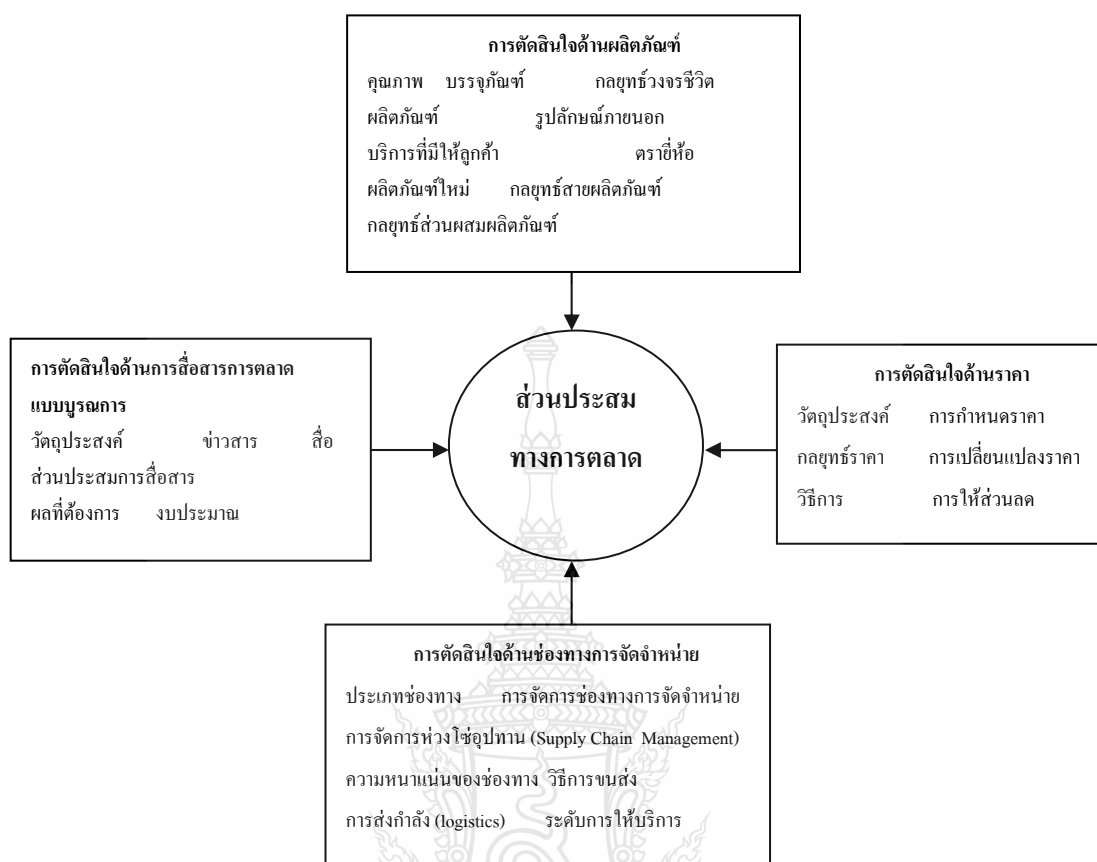 การตัดสินใจด้านผลิตภัณฑ์
คุณภาพ บรรจุภัณฑ์ กลยุทธ์วงจรชีวิต
ผลิตภัณฑ์ รูปลักษณ์ภายนอก
บริการที่มีให้ลูกค้า ตรายี่ห้อ
ผลิตภัณฑ์ใหม่ กลยุทธ์สายผลิตภัณฑ์
กลยุทธ์ส่วนผสมผลิตภัณฑ์
การตัดสินใจด้านการสื่อสารการตลาด
แบบบูรณการ
วัตถุประสงค์ ข่าวสาร สื่อ
ส่วนประสมการสื่อสาร
ผลที่ต้องการ งบประมาณ
ส่วนประสม
ทางการตลาด
การตัดสินใจด้านราคา
วัตถุประสงค์ การกำหนดราคา
กลยุทธ์ราคา การเปลี่ยนแปลงราคา
วิธีการ การให้ส่วนลด
การตัดสินใจด้านช่องทางการจัดจำหน่าย
ประเภทช่องทาง การจัดการช่องทางการจัดจำหน่าย
การจัดการห่วงโซ่อุปทาน (Supply Chain Management)
ความหนาแน่นของช่องทาง วิธีการขนส่ง
การส่งกำลัง (logistics) ระดับการให้บริการ